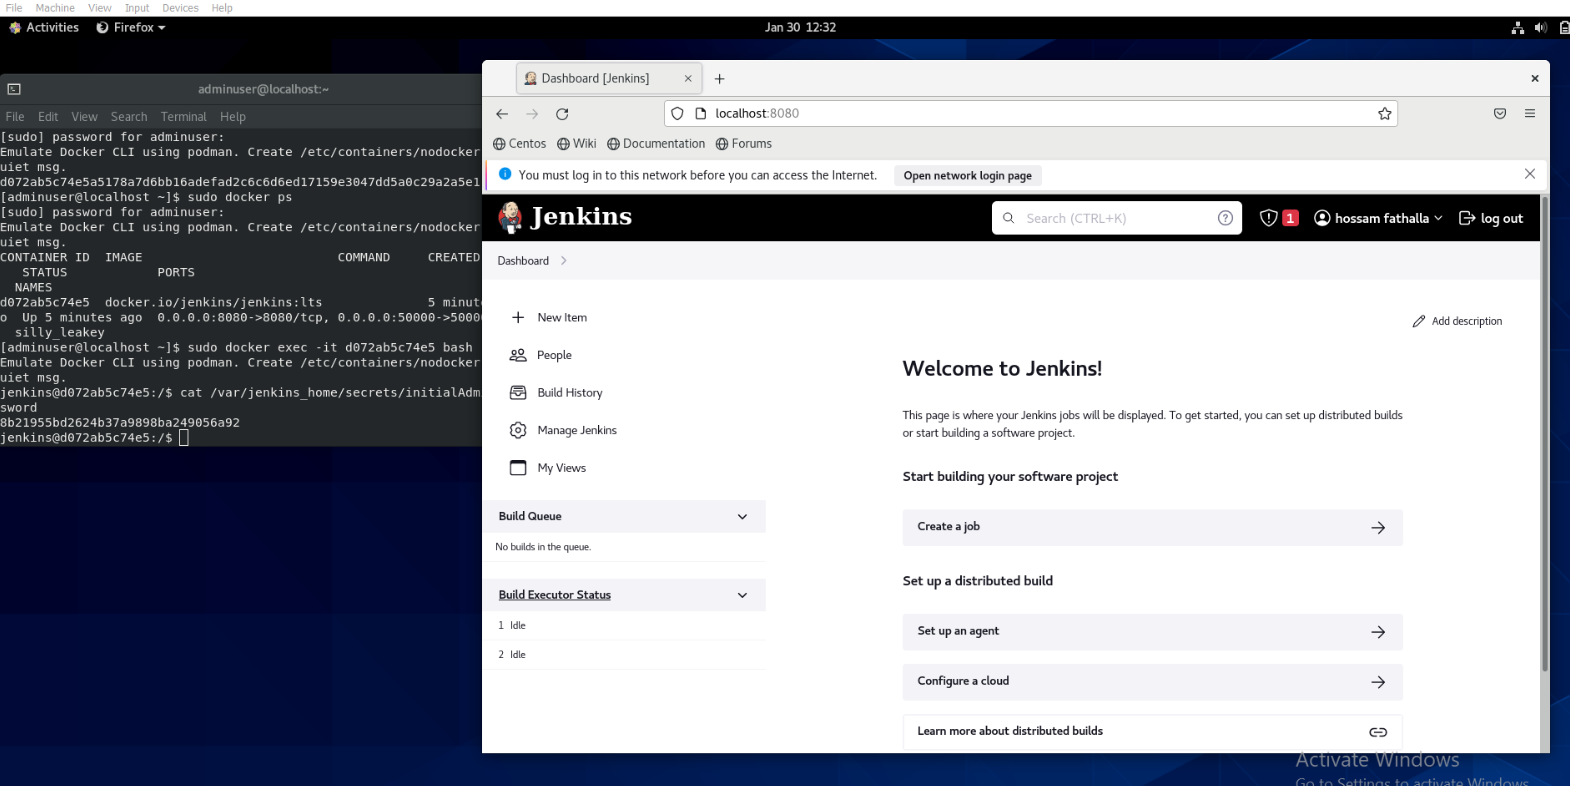 File Machine View Input Devices Help
Activities Firefox Jan 30 12:32
adminuser@localhost:~
File Edit View Search Terminal Help
[sudo] password for adminuser:
Emulate Docker CLI using podman. Create /etc/containers/nodocker
uiet msg.
d072ab5c74e5a5178a7d6bb16adefad2c6c6d6ed17159e3047dd5a0c29a2a5e1
[adminuser@localhost ~]$ sudo docker ps
[sudo] password for adminuser:
Emulate Docker CLI using podman. Create /etc/containers/nodocker
uiet msg.
CONTAINER ID IMAGE COMMAND CREATED
STATUS PORTS
NAMES
d072ab5c74e5 docker.io/jenkins/jenkins:lts 5 minut
o Up 5 minutes ago 0.0.0.0:8080->8080/tcp, 0.0.0.0:50000->5000
silly_leakey
[adminuser@localhost ~]$ sudo docker exec -it d072ab5c74e5 bash
Emulate Docker CLI using podman. Create /etc/containers/nodocker
uiet msg.
jenkins@d072ab5c74e5:/$ cat /var/jenkins_home/secrets/initialAdm
sword
8b21955bd2624b37a9898ba249056a92
jenkins@d072ab5c74e5:/$
Dashboard [Jenkins]
localhost:8080
Centos Wiki Documentation Forums
You must log in to this network before you can access the Internet. Open network login page
Jenkins Search (CTRL+K) 1 hossam fathalla log out
Dashboard
New Item
People
Build History
Manage Jenkins
My Views
Build Queue
No builds in the queue.
Build Executor Status
1 Idle
2 Idle
Add description
Welcome to Jenkins!
This page is where your Jenkins jobs will be displayed. To get started, you can set up distributed builds
or start building a software project.
Start building your software project
Create a job
Set up a distributed build
Set up an agent
Configure a cloud
Learn more about distributed builds
Activate Windows
Go to Settings to activate Windows.